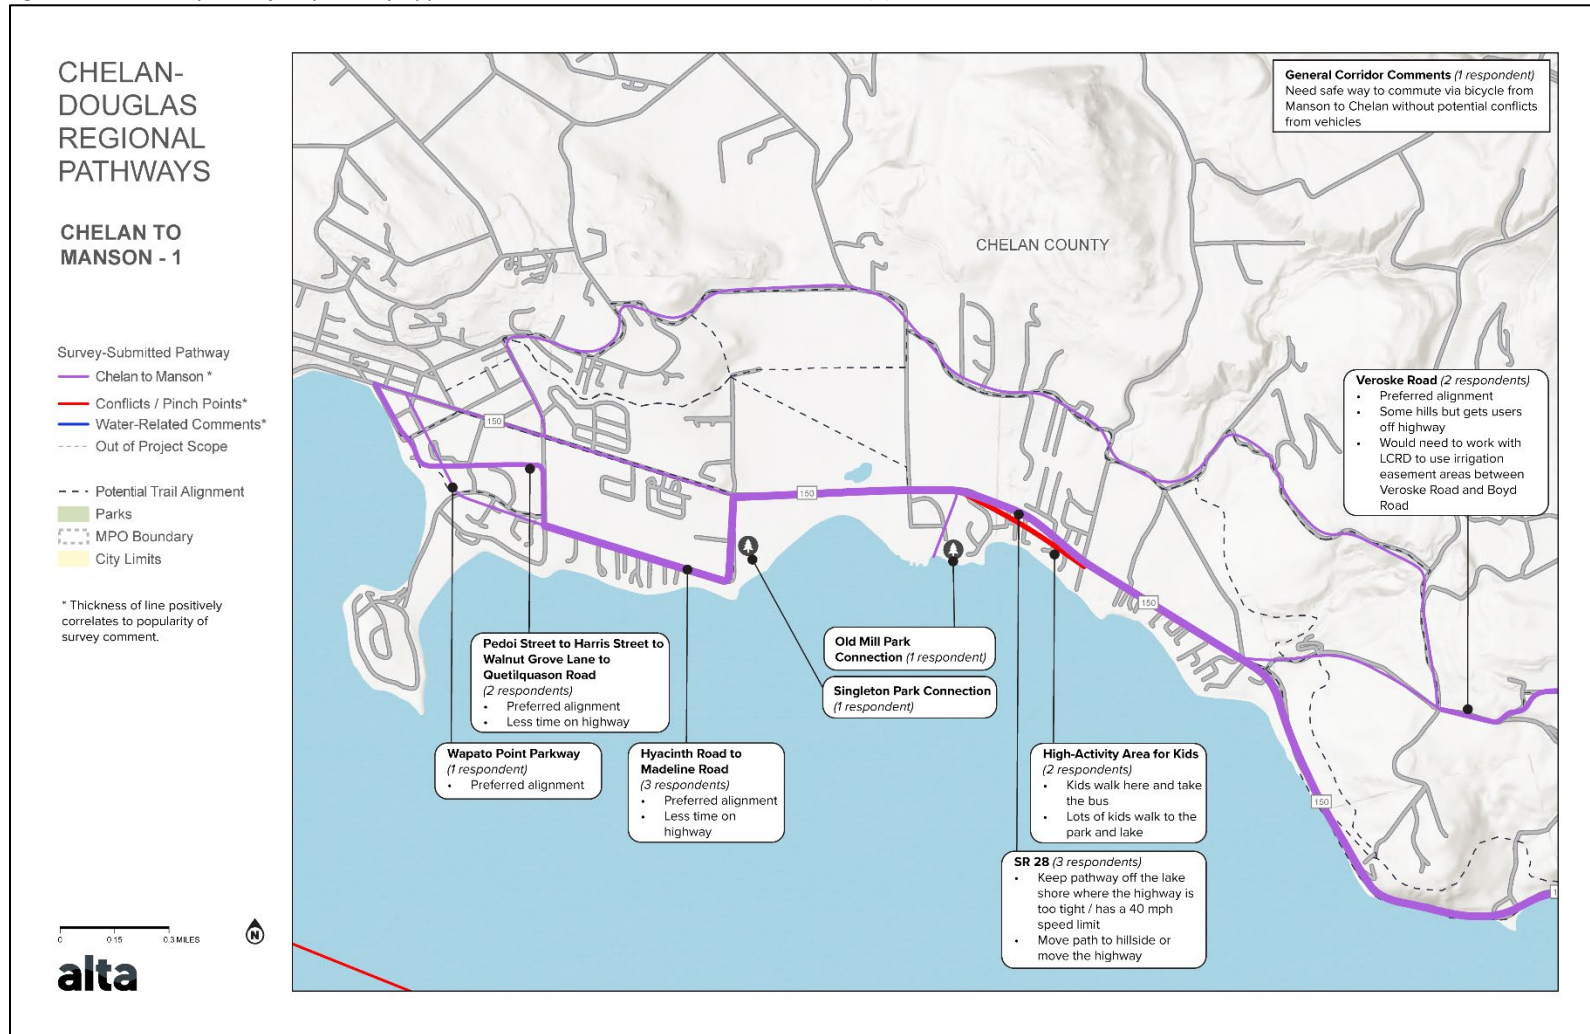 CHELAN-
DOUGLAS
REGIONAL
PATHWAYS
CHELAN TO
MANSON - 1
Survey-Submitted Pathway
Chelan to Manson *
Conflicts / Pinch Points*
Water-Related Comments*
Out of Project Scope
Potential Trail Alignment
Parks
MPO Boundary
City Limits
* Thickness of line positively
correlates to popularity of
survey comment.
0 0.15 0.3 MILES
N
alta
General Corridor Comments (1 respondent)
Need safe way to commute via bicycle from
Manson to Chelan without potential conflicts
from vehicles
CHELAN COUNTY
Veroske Road (2 respondents)
• Preferred alignment
• Some hills but gets users
off highway
• Would need to work with
LCRD to use irrigation
easement areas between
Veroske Road and Boyd
Road
150
150
150
150
Pedoi Street to Harris Street to
Walnut Grove Lane to
Quetilquason Road
(2 respondents)
• Preferred alignment
• Less time on highway
Wapato Point Parkway
(1 respondent)
• Preferred alignment
Hyacinth Road to
Madeline Road
(3 respondents)
• Preferred alignment
• Less time on
highway
Old Mill Park
Connection (1 respondent)
Singleton Park Connection
(1 respondent)
High-Activity Area for Kids
(2 respondents)
• Kids walk here and take
the bus
• Lots of kids walk to the
park and lake
SR 28 (3 respondents)
• Keep pathway off the lake
shore where the highway is
too tight / has a 40 mph
speed limit
• Move path to hillside or
move the highway